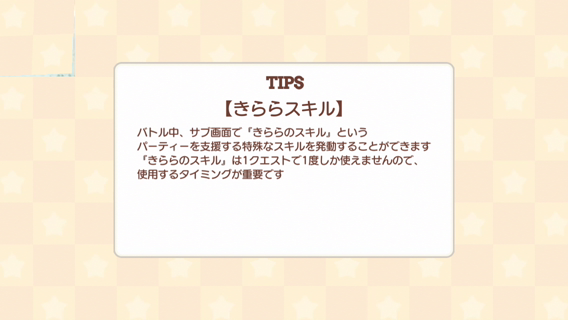 TIPS
【きららスキル】
バトル中、サブ画面で「きららのスキル」という
パーティーを支援する特殊なスキルを発動することができます
「きららのスキル」は1クエストで1度しか使えませんので、
使用するタイミングが重要です